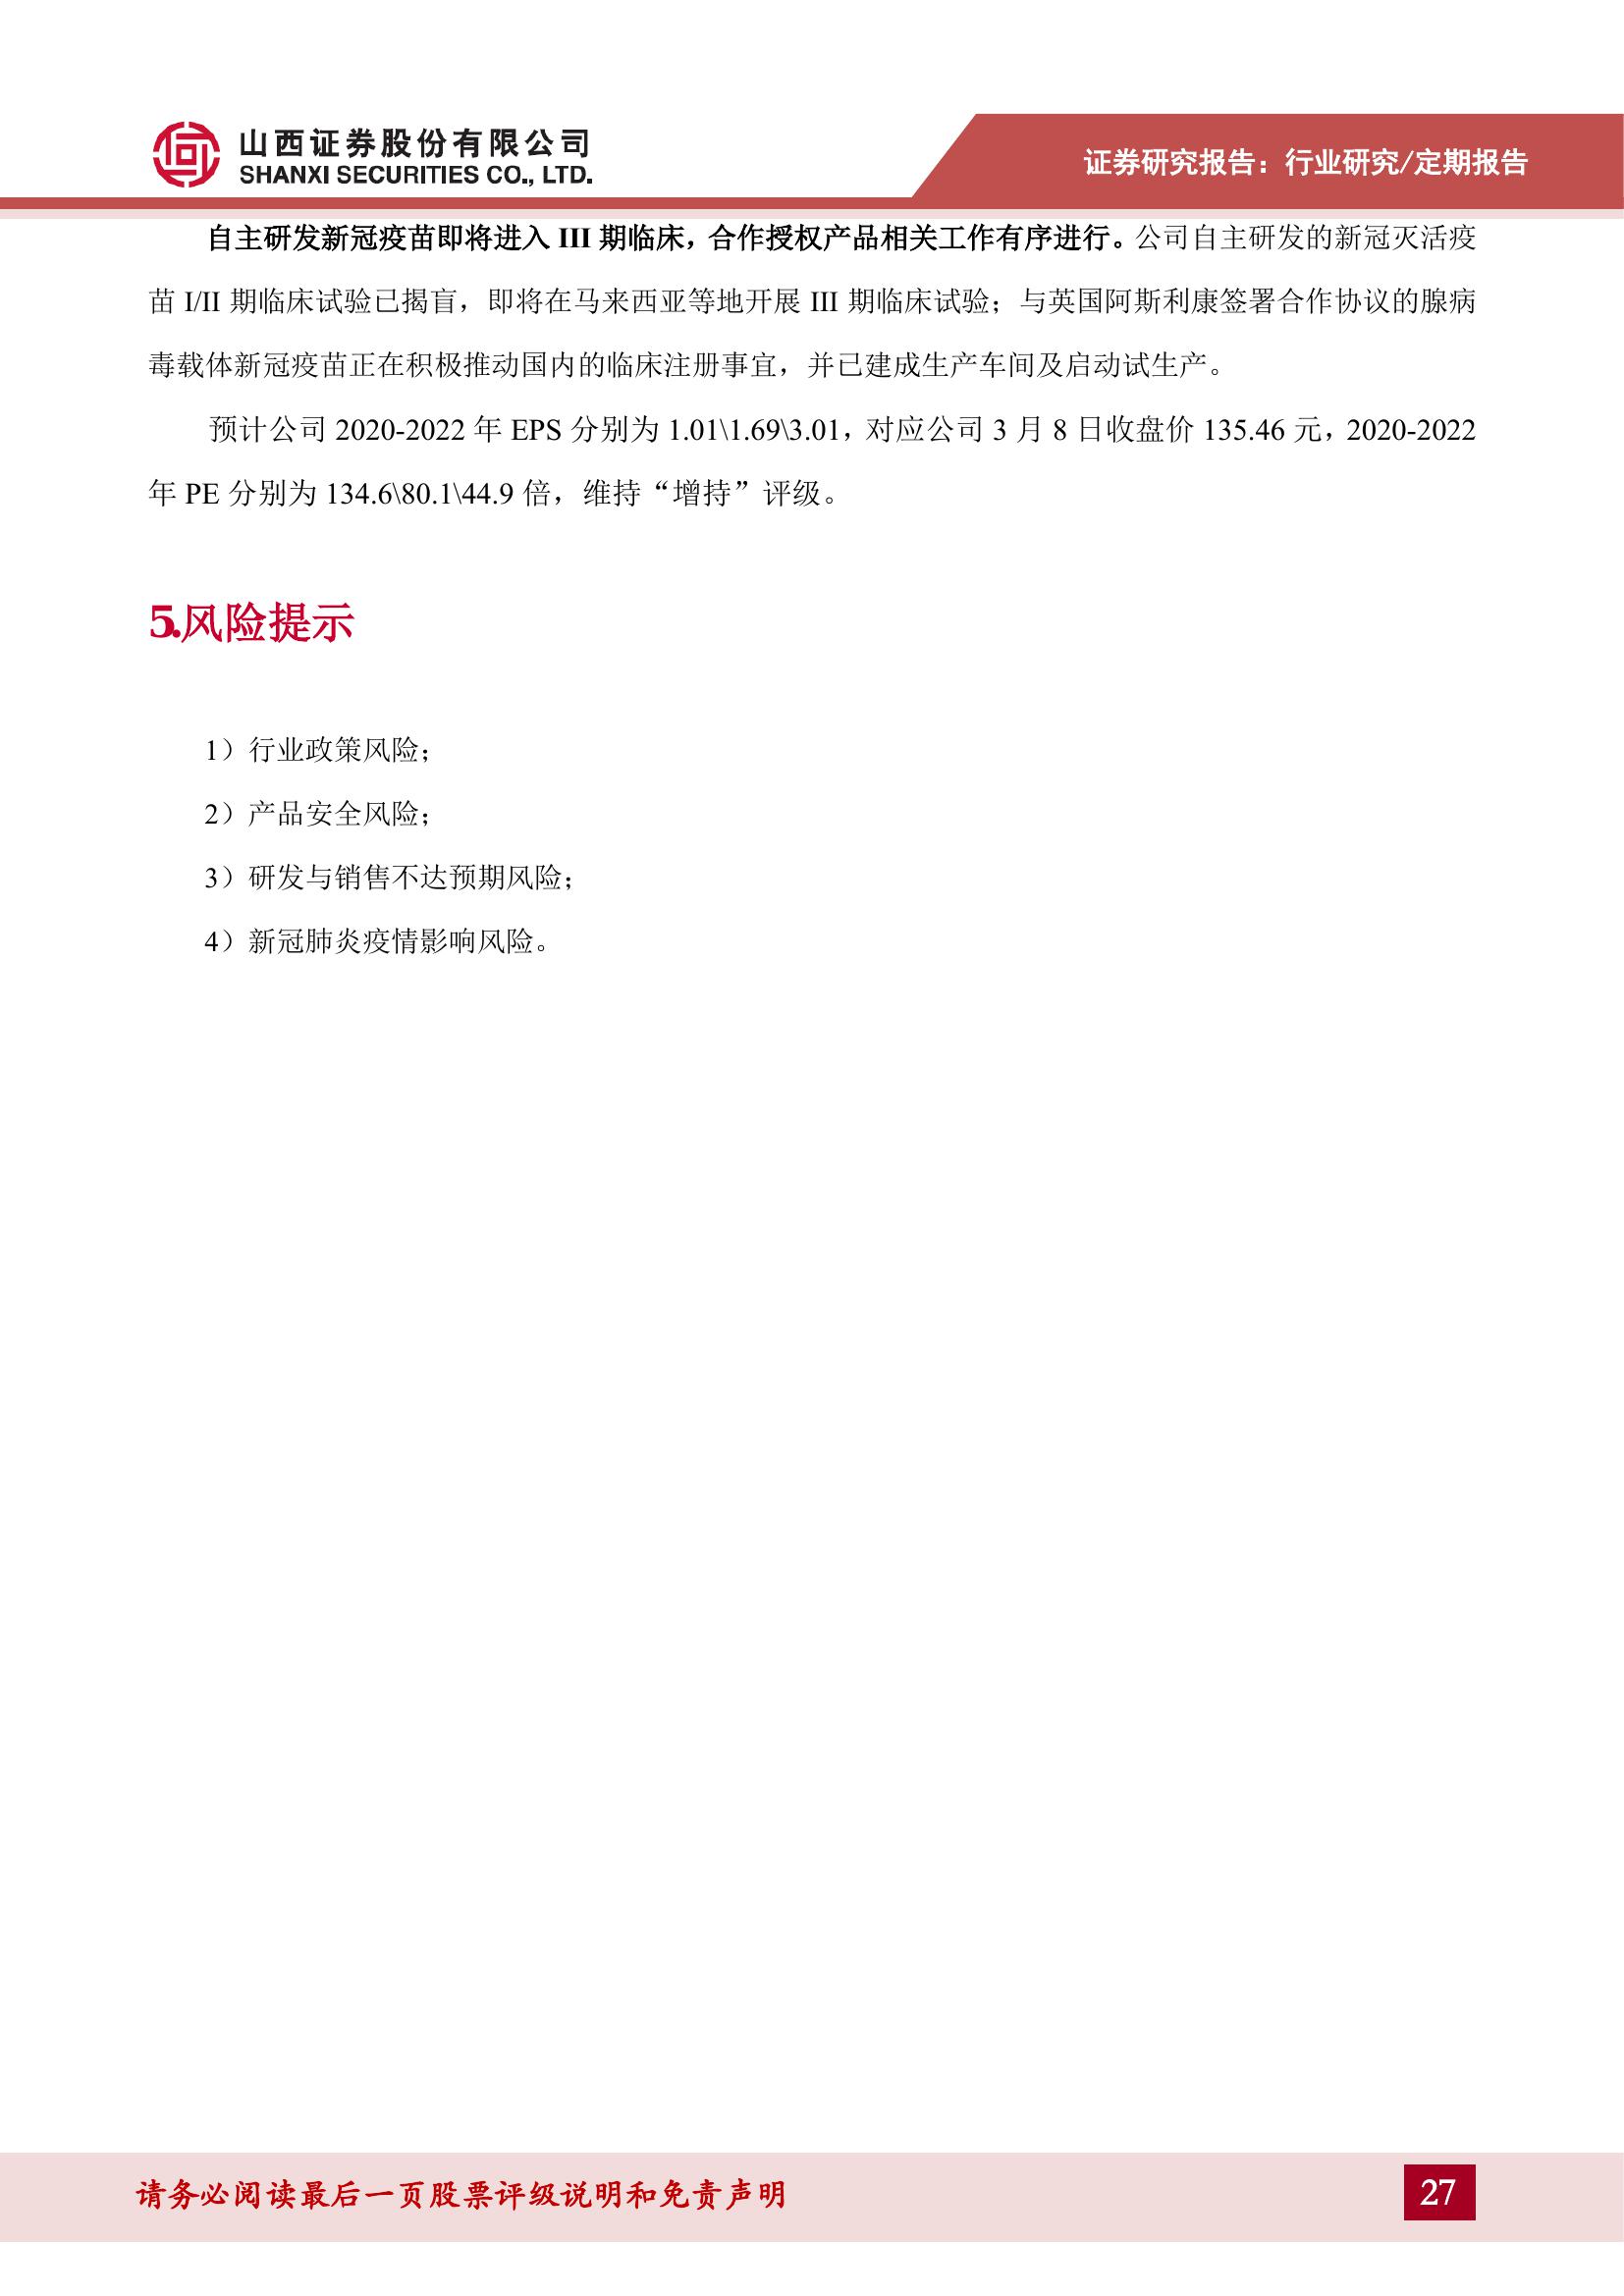 山西证券股份有限公司
SHANXI SECURITIES CO., LTD.
证券研究报告：行业研究/定期报告
自主研发新冠疫苗即将进入 III 期临床，合作授权产品相关工作有序进行。公司自主研发的新冠灭活疫
苗 I/II 期临床试验已揭盲，即将在马来西亚等地开展 III 期临床试验；与英国阿斯利康签署合作协议的腺病
毒载体新冠疫苗正在积极推动国内的临床注册事宜，并已建成生产车间及启动试生产。
预计公司 2020-2022 年 EPS 分别为 1.01\1.69\3.01，对应公司 3 月 8 日收盘价 135.46 元，2020-2022
年 PE 分别为 134.6\80.1\44.9 倍，维持“增持”评级。
5.风险提示
1）行业政策风险；
2）产品安全风险；
3）研发与销售不达预期风险；
4）新冠肺炎疫情影响风险。
请务必阅读最后一页股票评级说明和免责声明
27